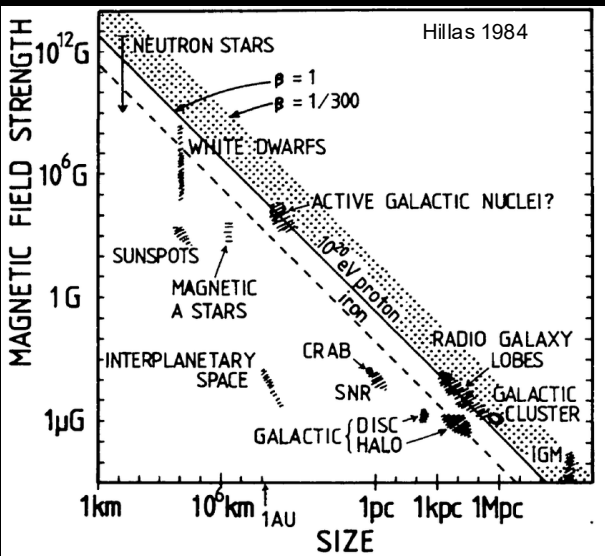 Hillas 1984
MAGNETIC FIELD STRENGTH
10¹²G
10⁶G
1G
1µG
NEUTRON STARS
β = 1
β = 1/300
WHITE DWARFS
ACTIVE GALACTIC NUCLEI?
SUNSPOTS
MAGNETIC
A STARS
10²⁰ eV proton
iron
INTERPLANETARY
SPACE
CRAB
SNR
RADIO GALAXY
LOBES
GALACTIC
CLUSTER
GALACTIC { DISC
HALO
IGM
1km
10⁶km
1AU
1pc
1kpc
1Mpc
SIZE